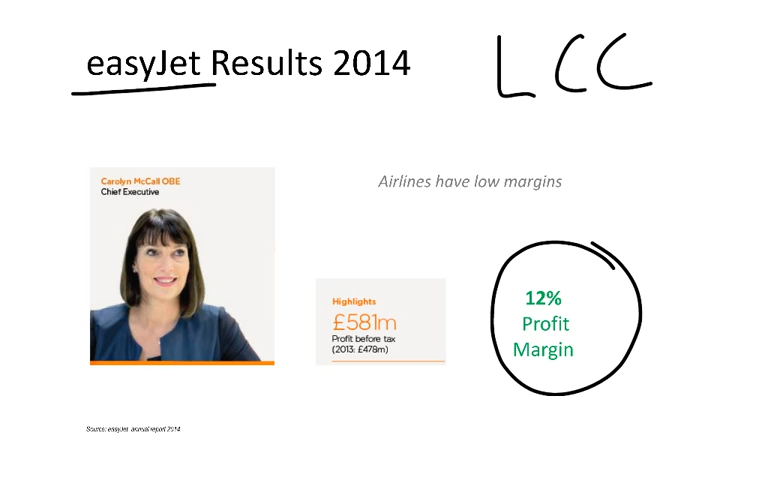 easyJet Results 2014
LCC
Carolyn McCall OBE
Chief Executive
Airlines have low margins
Highlights
£581m
Profit before tax
(2013: £478m)
12%
Profit
Margin
Source: easyJet annual report 2014